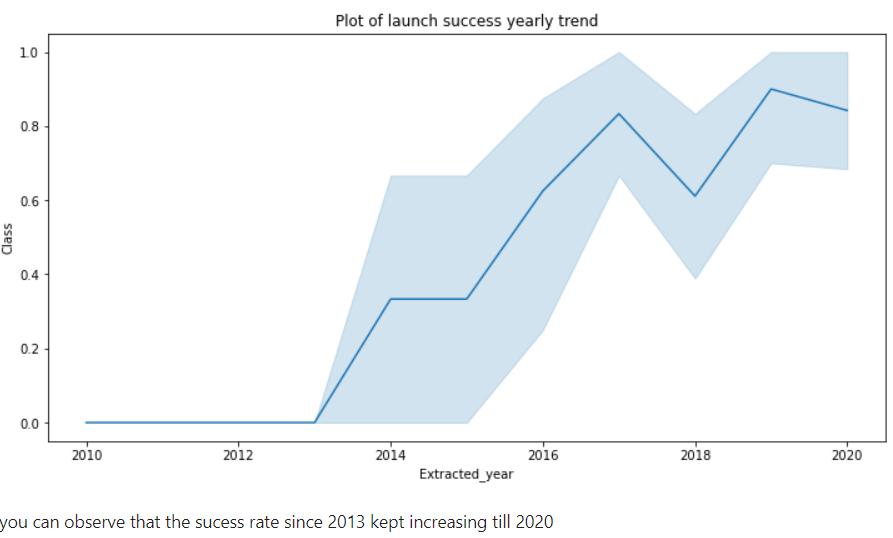 Plot of launch success yearly trend
1.0
0.8
0.6
0.4
0.2
0.0
Class
2010 2012 2014 2016 2018 2020
Extracted_year
you can observe that the sucess rate since 2013 kept increasing till 2020